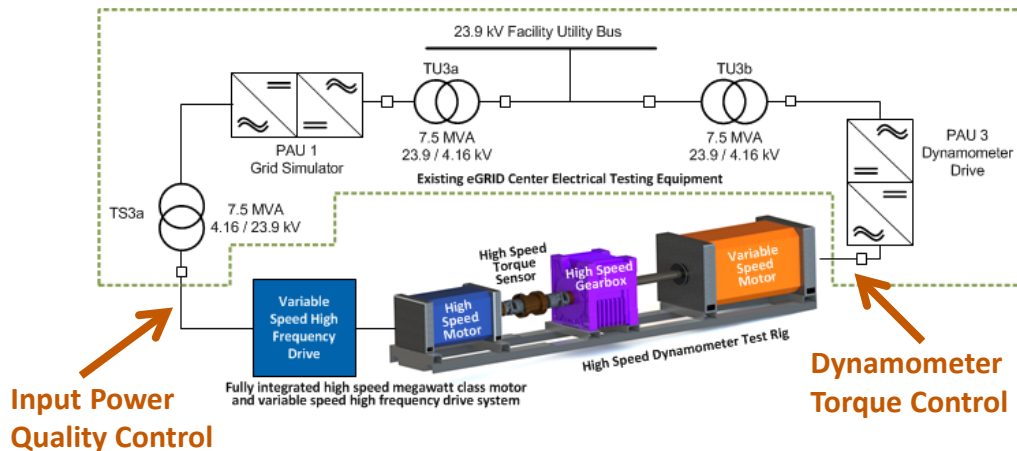 23.9 kV Facility Utility Bus
TU3a
TU3b
7.5 MVA
23.9 / 4.16 kV
7.5 MVA
23.9 / 4.16 kV
PAU 1
Grid Simulator
PAU 3
Dynamometer
Drive
Existing eGRID Center Electrical Testing Equipment
TS3a
7.5 MVA
4.16 / 23.9 kV
High Speed
Torque
Sensor
High Speed
Gearbox
Variable
Speed
Motor
Variable
Speed High
Frequency
Drive
High
Speed
Motor
High Speed Dynamometer Test Rig
Fully integrated high speed megawatt class motor
and variable speed high frequency drive system
Input Power
Quality Control
Dynamometer
Torque Control